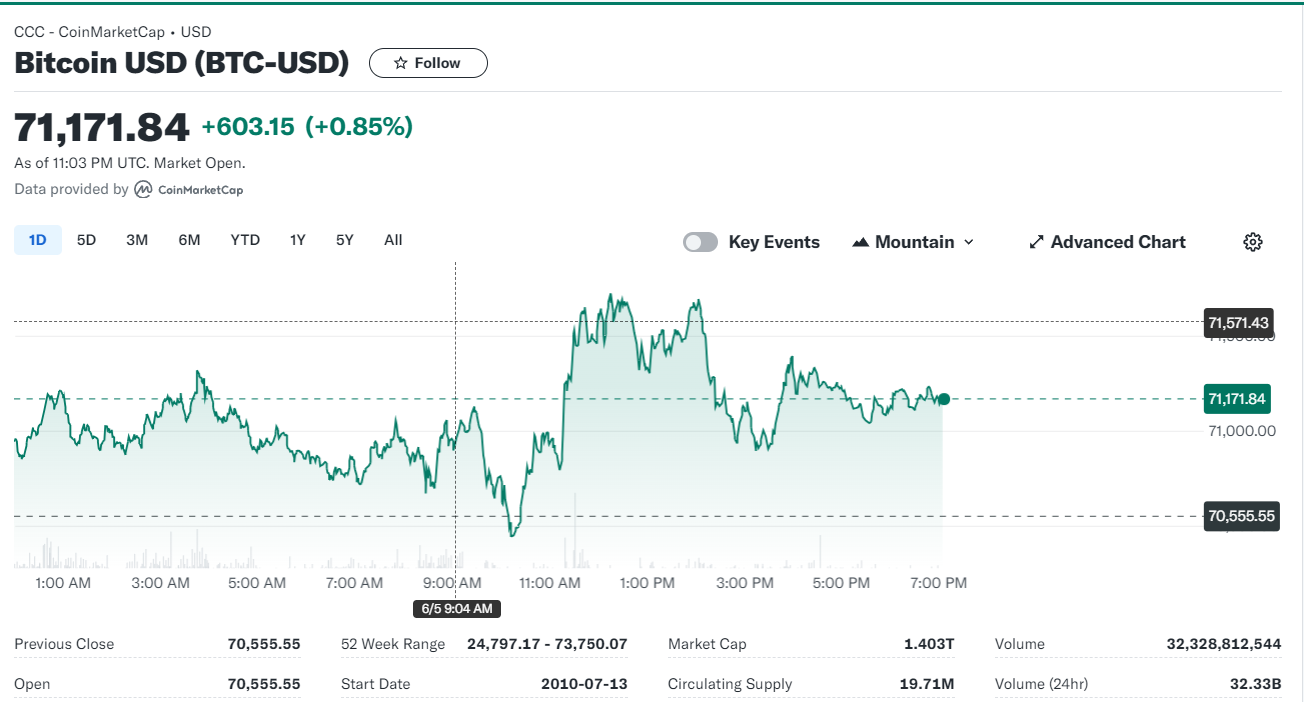 CCC - CoinMarketCap • USD
Bitcoin USD (BTC-USD)
Follow
71,171.84 +603.15 (+0.85%)
As of 11:03 PM UTC. Market Open.
Data provided by CoinMarketCap
1D 5D 3M 6M YTD 1Y 5Y All
Key Events Mountain Advanced Chart
71,571.43
71,171.84
71,000.00
70,555.55
1:00 AM 3:00 AM 5:00 AM 7:00 AM 9:00 AM 11:00 AM 1:00 PM 3:00 PM 5:00 PM 7:00 PM
6/5 9:04 AM
Previous Close 70,555.55 52 Week Range 24,797.17 - 73,750.07 Market Cap 1.403T Volume 32,328,812,544
Open 70,555.55 Start Date 2010-07-13 Circulating Supply 19.71M Volume (24hr) 32.33B